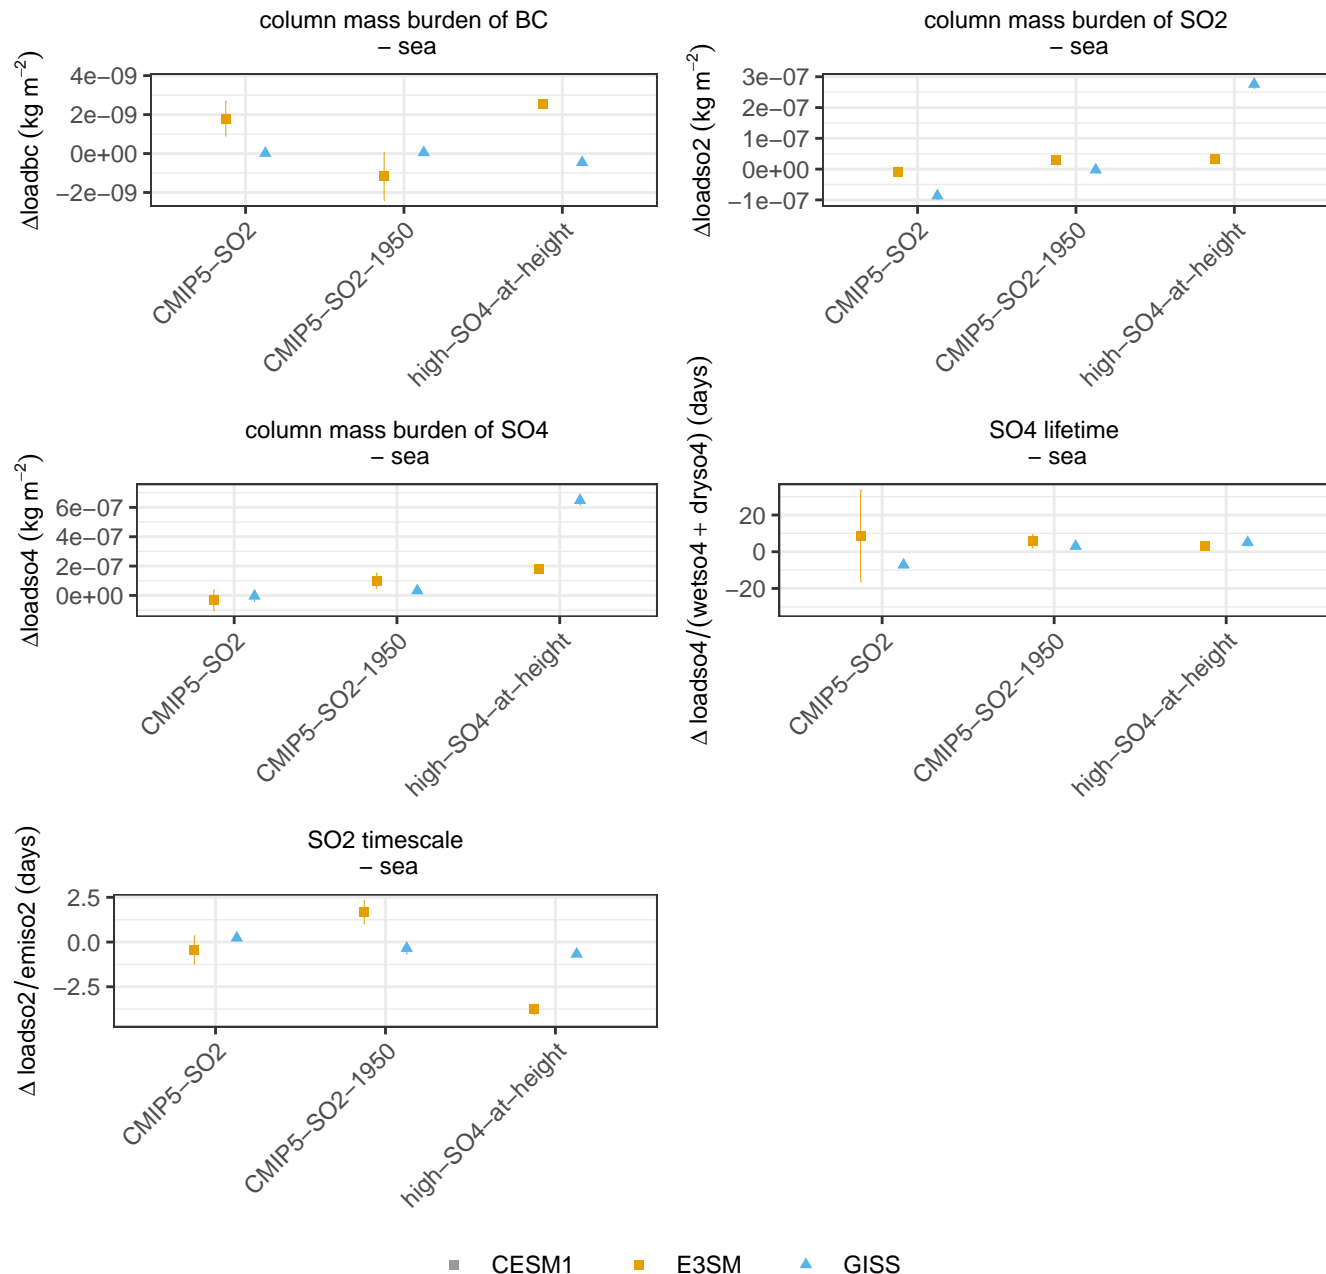 column mass burden of BC
− sea
Δloadbc (kg m−2)
4e−09
2e−09
0e+00
−2e−09
CMIP5−SO2
CMIP5−SO2−1950
high−SO4−at−height
column mass burden of SO2
− sea
Δloadso2 (kg m−2)
3e−07
2e−07
1e−07
0e+00
−1e−07
CMIP5−SO2
CMIP5−SO2−1950
high−SO4−at−height
column mass burden of SO4
− sea
Δloadso4 (kg m−2)
6e−07
4e−07
2e−07
0e+00
CMIP5−SO2
CMIP5−SO2−1950
high−SO4−at−height
SO4 lifetime
− sea
Δ loadso4/(wetso4 + dryso4) (days)
20
0
−20
CMIP5−SO2
CMIP5−SO2−1950
high−SO4−at−height
SO2 timescale
− sea
Δ loadso2/emiso2 (days)
2.5
0.0
−2.5
CMIP5−SO2
CMIP5−SO2−1950
high−SO4−at−height
CESM1 E3SM GISS